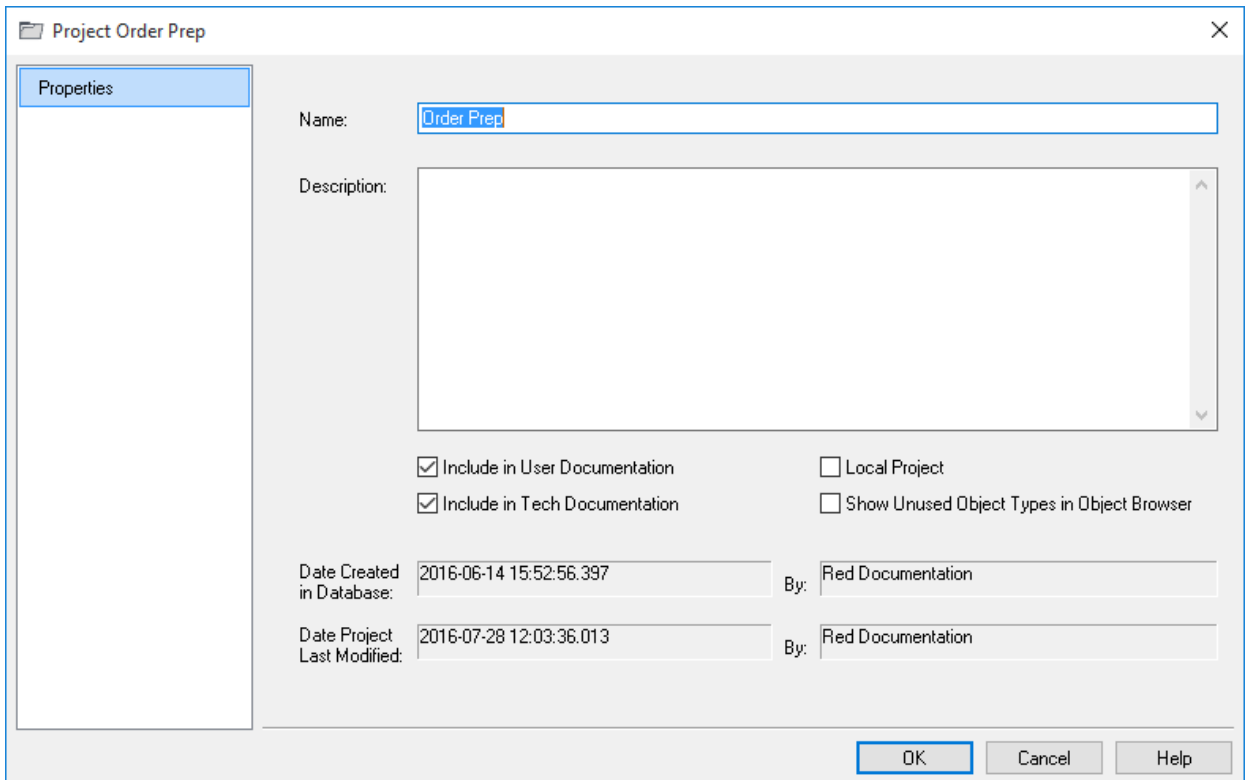 Project Order Prep
Properties
Name:
Order Prep
Description:
Include in User Documentation
Local Project
Include in Tech Documentation
Show Unused Object Types in Object Browser
Date Created
in Database:
2016-06-14 15:52:56.397
By:
Red Documentation
Date Project
Last Modified:
2016-07-28 12:03:36.013
By:
Red Documentation
OK
Cancel
Help